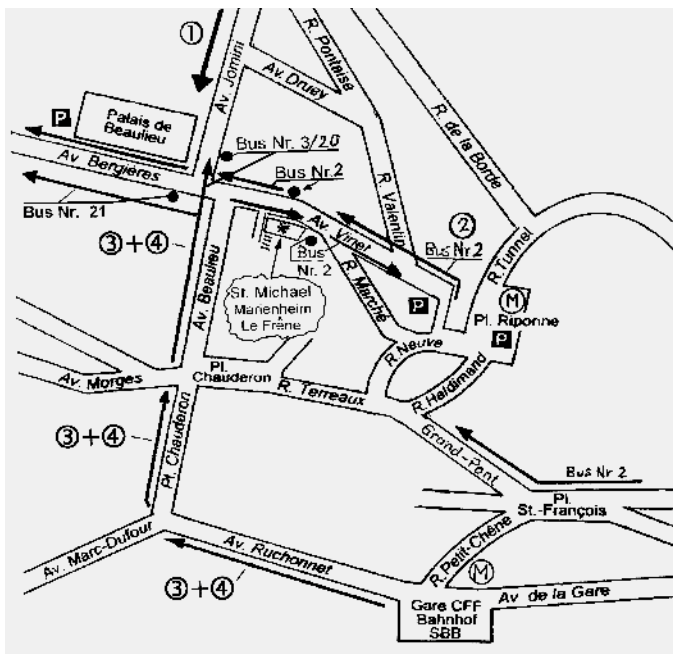 ①
R. Pontaise
Av. Jomini
Av. Druey
R. de la Borde
P
Palais de
Beaulieu
Bus Nr. 3/20
Av. Bergières
Bus Nr.2
R. Valentin
Bus Nr. 21
③+④
Av. Vinet
②
Bus Nr.2
R. Tunnel
Bus
Nr. 2
Av. Beaulieu
St. Michael
Marienheim
Le Frêne
R. Marché
P
M
Pl. Riponne
P
R. Neuve
Pl.
Chauderon
Av. Morges
R. Terreaux
R. Haldimand
③+④
Pl. Chauderon
Grand-Pont
Bus Nr 2
Pl.
St.-François
Av. Marc-Dufour
Av. Ruchonnet
R. Petit-Chêne
M
③+④
Gare CFF
Bahnhof
SBB
Av de la Gare